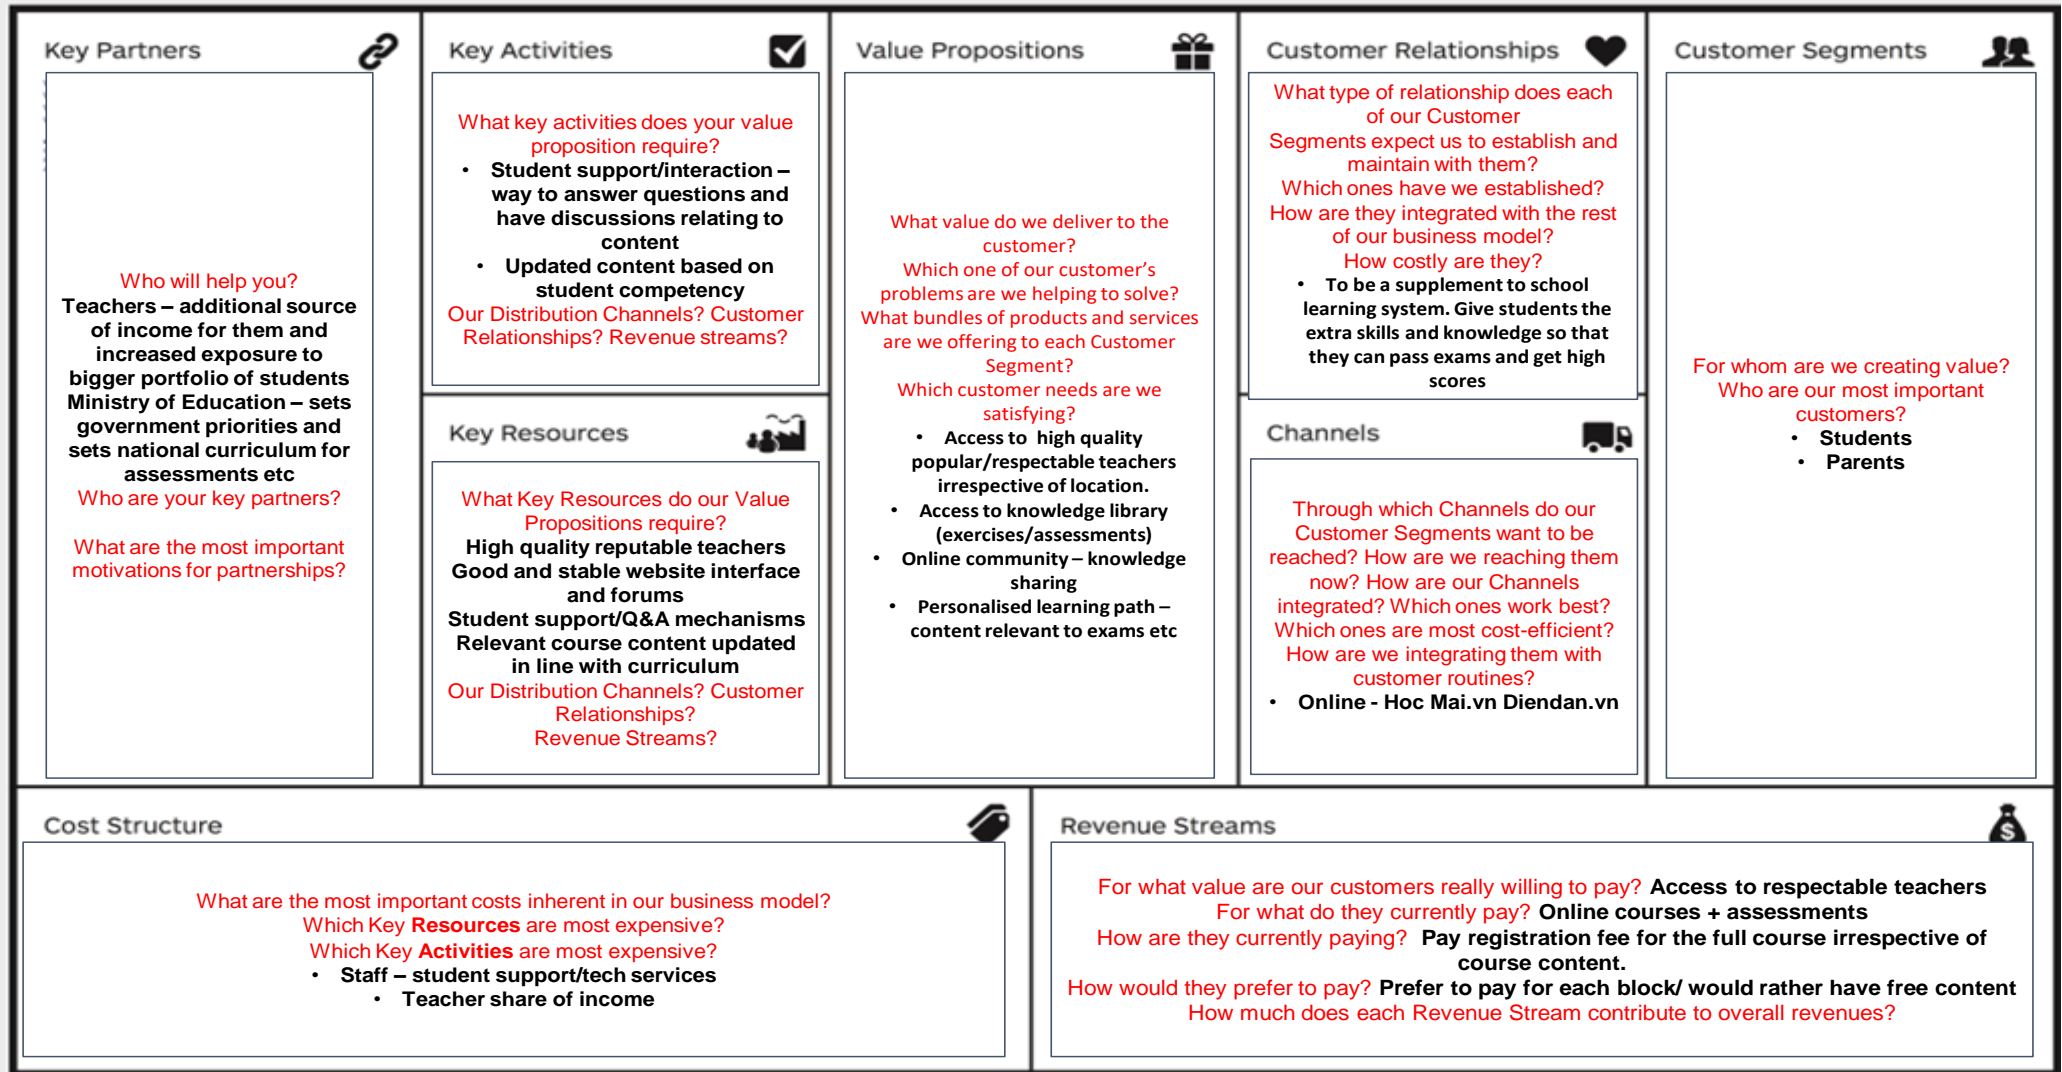 Key Partners
Who will help you?
Teachers – additional source
of income for them and
increased exposure to
bigger portfolio of students
Ministry of Education – sets
government priorities and
sets national curriculum for
assessments etc
Who are your key partners?
What are the most important
motivations for partnerships?
Key Activities
What key activities does your value
proposition require?
• Student support/interaction –
way to answer questions and
have discussions relating to
content
• Updated content based on
student competency
Our Distribution Channels? Customer
Relationships? Revenue streams?
Key Resources
What Key Resources do our Value
Propositions require?
High quality reputable teachers
Good and stable website interface
and forums
Student support/Q&A mechanisms
Relevant course content updated
in line with curriculum
Our Distribution Channels? Customer
Relationships?
Revenue Streams?
Value Propositions
What value do we deliver to the
customer?
Which one of our customer’s
problems are we helping to solve?
What bundles of products and services
are we offering to each Customer
Segment?
Which customer needs are we
satisfying?
• Access to high quality
popular/respectable teachers
irrespective of location.
• Access to knowledge library
(exercises/assessments)
• Online community – knowledge
sharing
• Personalised learning path –
content relevant to exams etc
Customer Relationships
What type of relationship does each
of our Customer
Segments expect us to establish and
maintain with them?
Which ones have we established?
How are they integrated with the rest
of our business model?
How costly are they?
• To be a supplement to school
learning system. Give students the
extra skills and knowledge so that
they can pass exams and get high
scores
Channels
Through which Channels do our
Customer Segments want to be
reached? How are we reaching them
now? How are our Channels
integrated? Which ones work best?
Which ones are most cost-efficient?
How are we integrating them with
customer routines?
• Online - Hoc Mai.vn Diendan.vn
Customer Segments
For whom are we creating value?
Who are our most important
customers?
• Students
• Parents
Cost Structure
What are the most important costs inherent in our business model?
Which Key Resources are most expensive?
Which Key Activities are most expensive?
• Staff – student support/tech services
• Teacher share of income
Revenue Streams
$
For what value are our customers really willing to pay? Access to respectable teachers
For what do they currently pay? Online courses + assessments
How are they currently paying? Pay registration fee for the full course irrespective of
course content.
How would they prefer to pay? Prefer to pay for each block/ would rather have free content
How much does each Revenue Stream contribute to overall revenues?